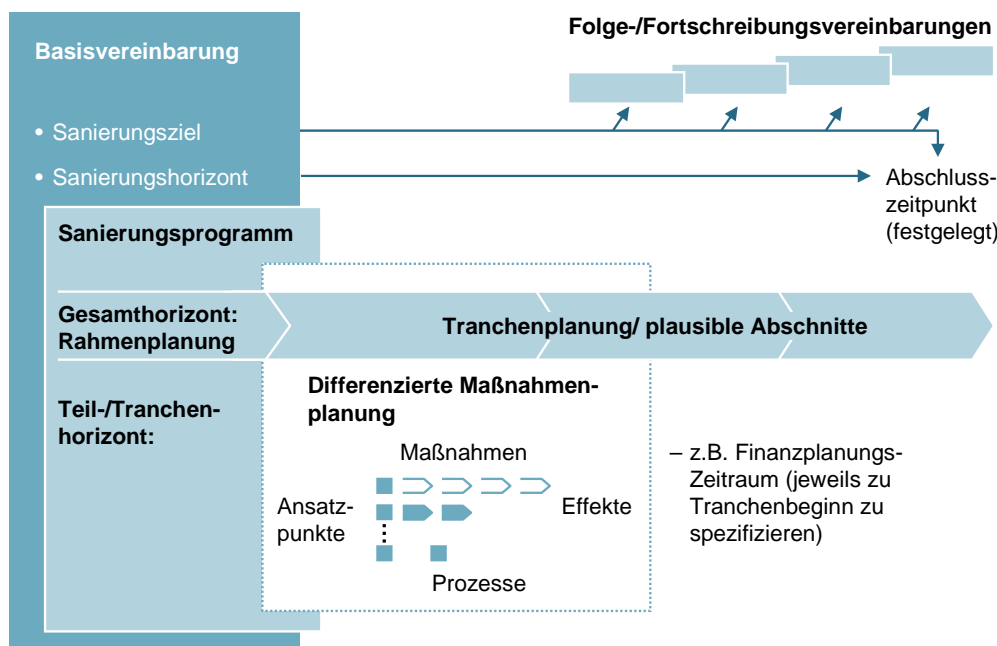 Folge-/Fortschreibungsvereinbarungen
Basisvereinbarung
• Sanierungsziel
• Sanierungshorizont
Abschluss-
zeitpunkt
(festgelegt)
Sanierungsprogramm
Gesamthorizont:
Rahmenplanung
Tranchenplanung/ plausible Abschnitte
Teil-/Tranchen-
horizont:
Differenzierte Maßnahmen-
planung
Maßnahmen
Ansatz-
punkte
Effekte
Prozesse
– z.B. Finanzplanungs-
Zeitraum (jeweils zu
Tranchenbeginn zu
spezifizieren)